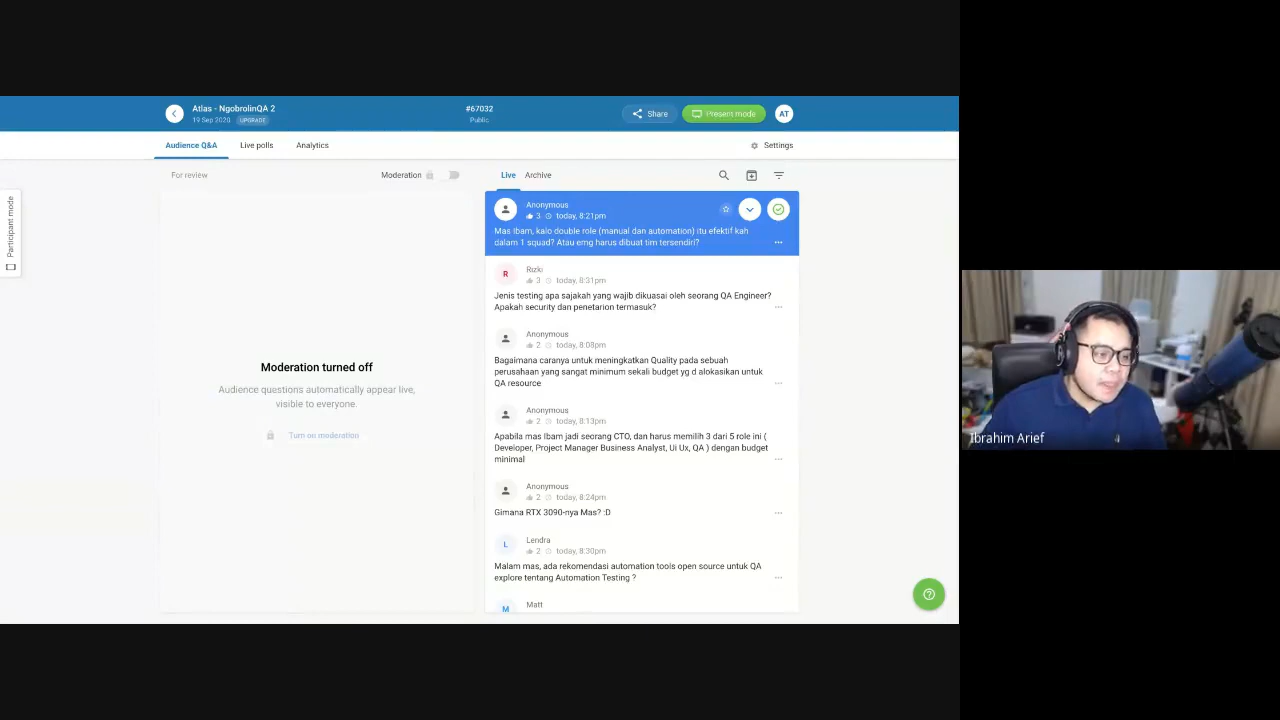 Atlas - NgobrolinQA 2
19 Sep 2020 UPGRADE
#67032
Public
Share
Present mode
AT
Audience Q&A
Live polls
Analytics
Settings
Participant mode
For review
Moderation
Moderation turned off
Audience questions automatically appear live,
visible to everyone.
Turn on moderation
Live
Archive
Anonymous
3 today, 8:21pm
Mas Ibam, kalo double role (manual dan automation) itu efektif kah
dalam 1 squad? Atau emg harus dibuat tim tersendiri?
R
Rizki
3 today, 8:31pm
Jenis testing apa sajakah yang wajib dikuasai oleh seorang QA Engineer?
Apakah security dan penetarion termasuk?
Anonymous
2 today, 8:08pm
Bagaimana caranya untuk meningkatkan Quality pada sebuah
perusahaan yang sangat minimum sekali budget yg d alokasikan untuk
QA resource
Anonymous
2 today, 8:13pm
Apabila mas Ibam jadi seorang CTO, dan harus memilih 3 dari 5 role ini (
Developer, Project Manager Business Analyst, Ui Ux, QA ) dengan budget
minimal
Anonymous
2 today, 8:24pm
Gimana RTX 3090-nya Mas? :D
L
Lendra
2 today, 8:30pm
Malam mas, ada rekomendasi automation tools open source untuk QA
explore tentang Automation Testing ?
M
Matt
Ibrahim Arief